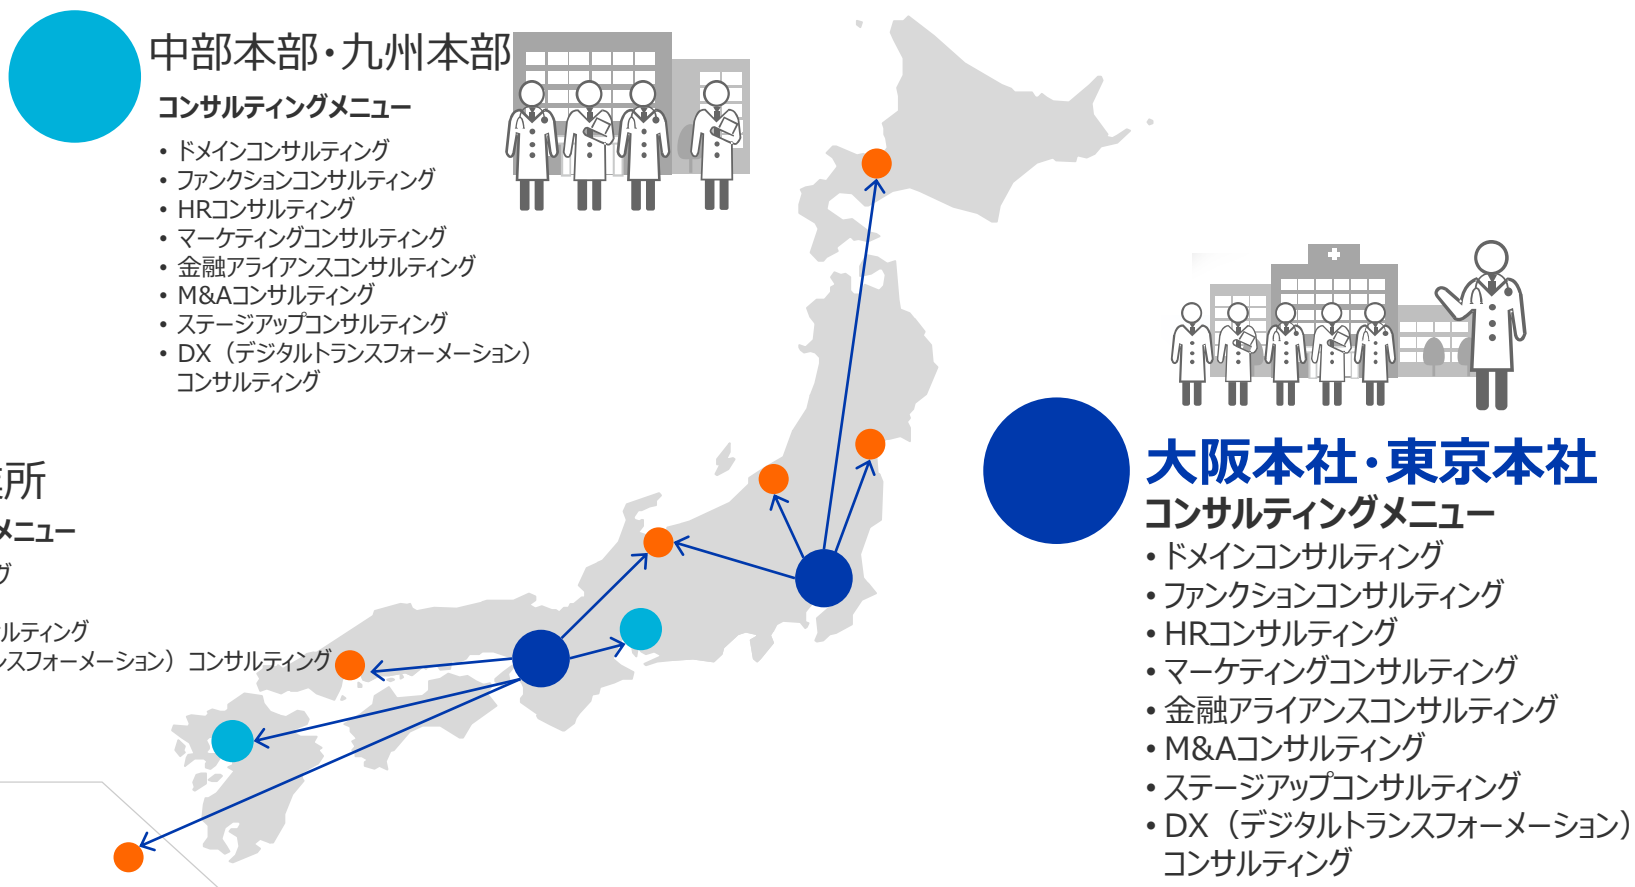 中部本部・九州本部
コンサルティングメニュー
• ドメインコンサルティング
• ファンクションコンサルティング
• HRコンサルティング
• マーケティングコンサルティング
• 金融アライアンスコンサルティング
• M&Aコンサルティング
• ステージアップコンサルティング
• DX（デジタルトランスフォーメーション）
コンサルティング
所
メニュー
グ
ルティング
ンスフォーメーション）コンサルティング
大阪本社・東京本社
コンサルティングメニュー
• ドメインコンサルティング
• ファンクションコンサルティング
• HRコンサルティング
• マーケティングコンサルティング
• 金融アライアンスコンサルティング
• M&Aコンサルティング
• ステージアップコンサルティング
• DX（デジタルトランスフォーメーション）
コンサルティング